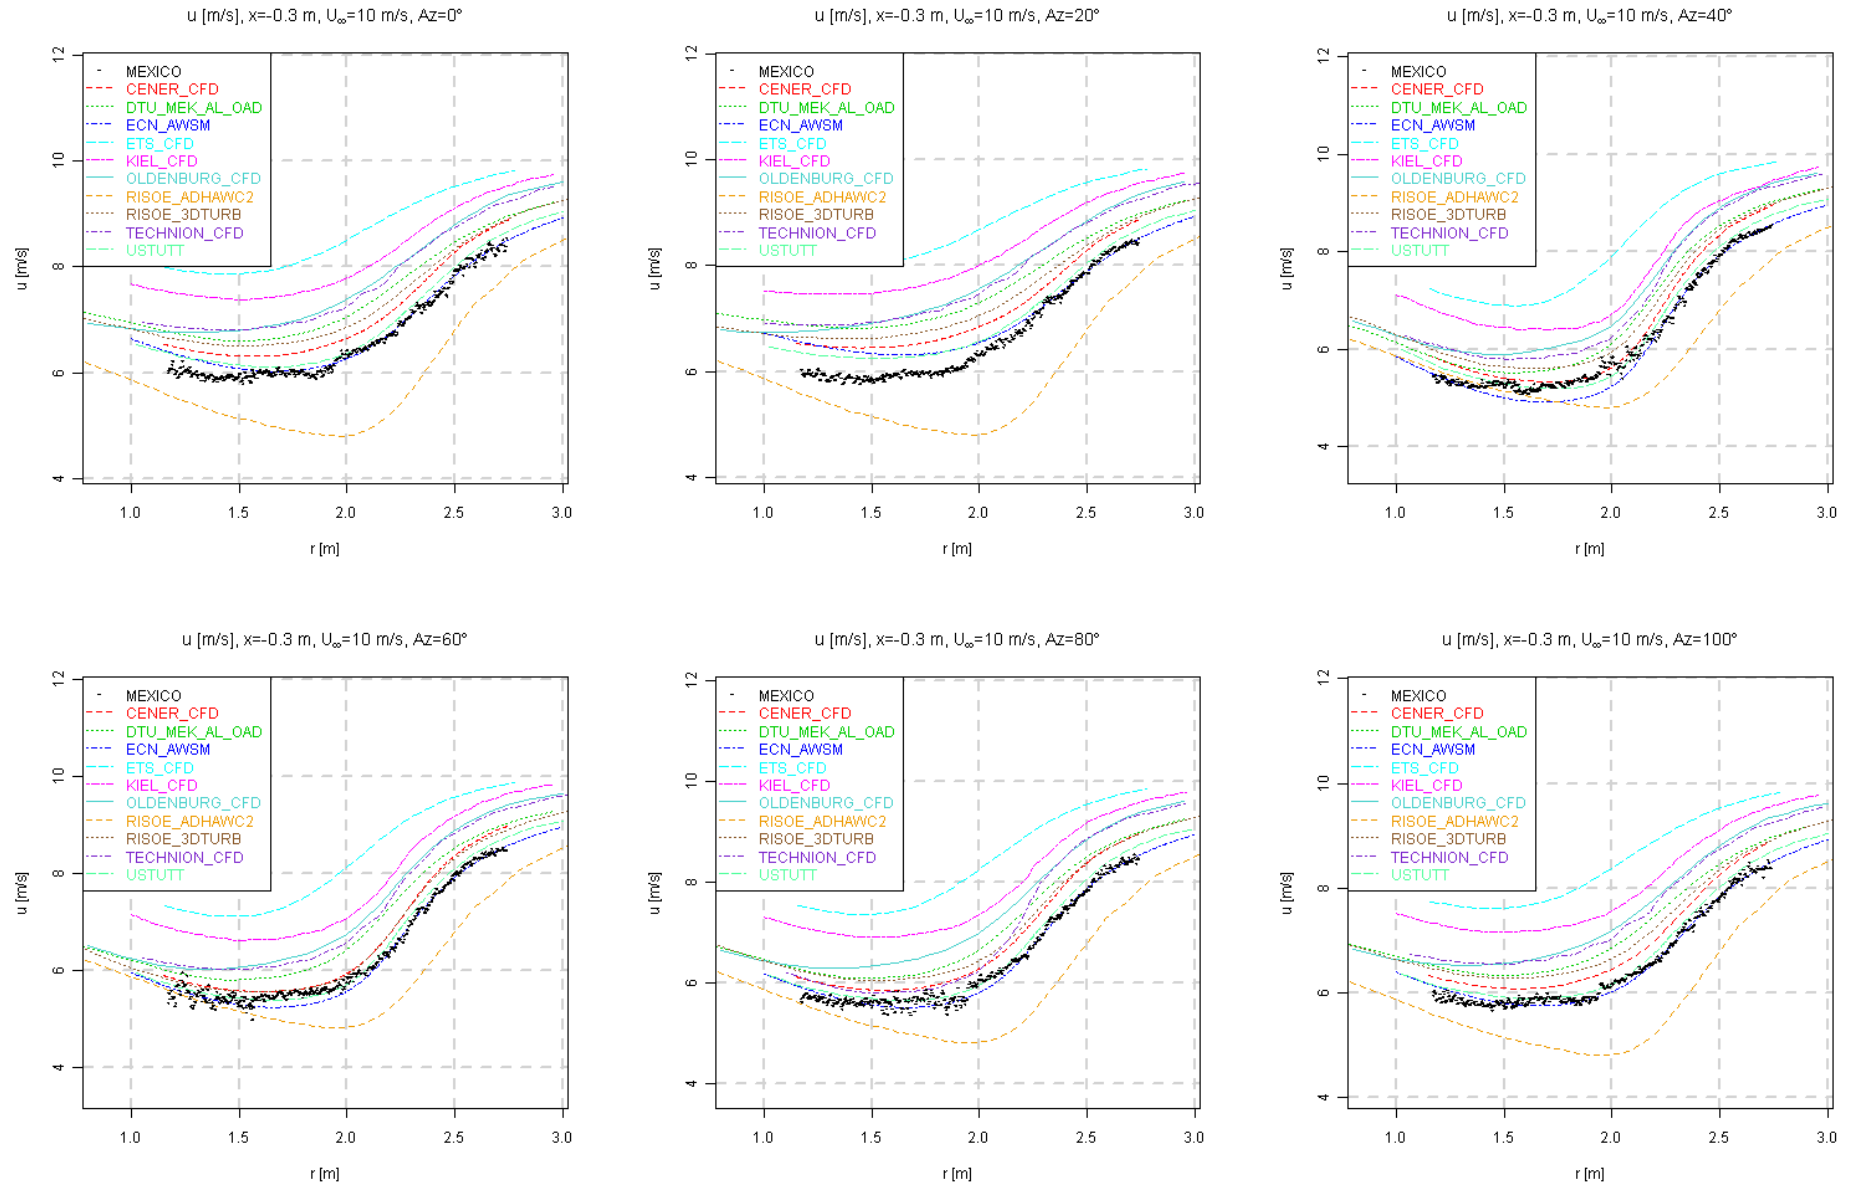 u [m/s], x=-0.3 m, U∞=10 m/s, Az=0°
12
10
8
6
4
u [m/s]
MEXICO
CENER_CFD
DTU_MEK_AL_OAD
ECN_AWSM
ETS_CFD
KIEL_CFD
OLDENBURG_CFD
RISOE_ADHAWC2
RISOE_3DTURB
TECHNION_CFD
USTUTT
1.0 1.5 2.0 2.5 3.0
r [m]
u [m/s], x=-0.3 m, U∞=10 m/s, Az=20°
12
10
8
6
4
u [m/s]
MEXICO
CENER_CFD
DTU_MEK_AL_OAD
ECN_AWSM
ETS_CFD
KIEL_CFD
OLDENBURG_CFD
RISOE_ADHAWC2
RISOE_3DTURB
TECHNION_CFD
USTUTT
1.0 1.5 2.0 2.5 3.0
r [m]
u [m/s], x=-0.3 m, U∞=10 m/s, Az=40°
12
10
8
6
4
u [m/s]
MEXICO
CENER_CFD
DTU_MEK_AL_OAD
ECN_AWSM
ETS_CFD
KIEL_CFD
OLDENBURG_CFD
RISOE_ADHAWC2
RISOE_3DTURB
TECHNION_CFD
USTUTT
1.0 1.5 2.0 2.5 3.0
r [m]
u [m/s], x=-0.3 m, U∞=10 m/s, Az=60°
12
10
8
6
4
u [m/s]
MEXICO
CENER_CFD
DTU_MEK_AL_OAD
ECN_AWSM
ETS_CFD
KIEL_CFD
OLDENBURG_CFD
RISOE_ADHAWC2
RISOE_3DTURB
TECHNION_CFD
USTUTT
1.0 1.5 2.0 2.5 3.0
r [m]
u [m/s], x=-0.3 m, U∞=10 m/s, Az=80°
12
10
8
6
4
u [m/s]
MEXICO
CENER_CFD
DTU_MEK_AL_OAD
ECN_AWSM
ETS_CFD
KIEL_CFD
OLDENBURG_CFD
RISOE_ADHAWC2
RISOE_3DTURB
TECHNION_CFD
USTUTT
1.0 1.5 2.0 2.5 3.0
r [m]
u [m/s], x=-0.3 m, U∞=10 m/s, Az=100°
12
10
8
6
4
u [m/s]
MEXICO
CENER_CFD
DTU_MEK_AL_OAD
ECN_AWSM
ETS_CFD
KIEL_CFD
OLDENBURG_CFD
RISOE_ADHAWC2
RISOE_3DTURB
TECHNION_CFD
USTUTT
1.0 1.5 2.0 2.5 3.0
r [m]